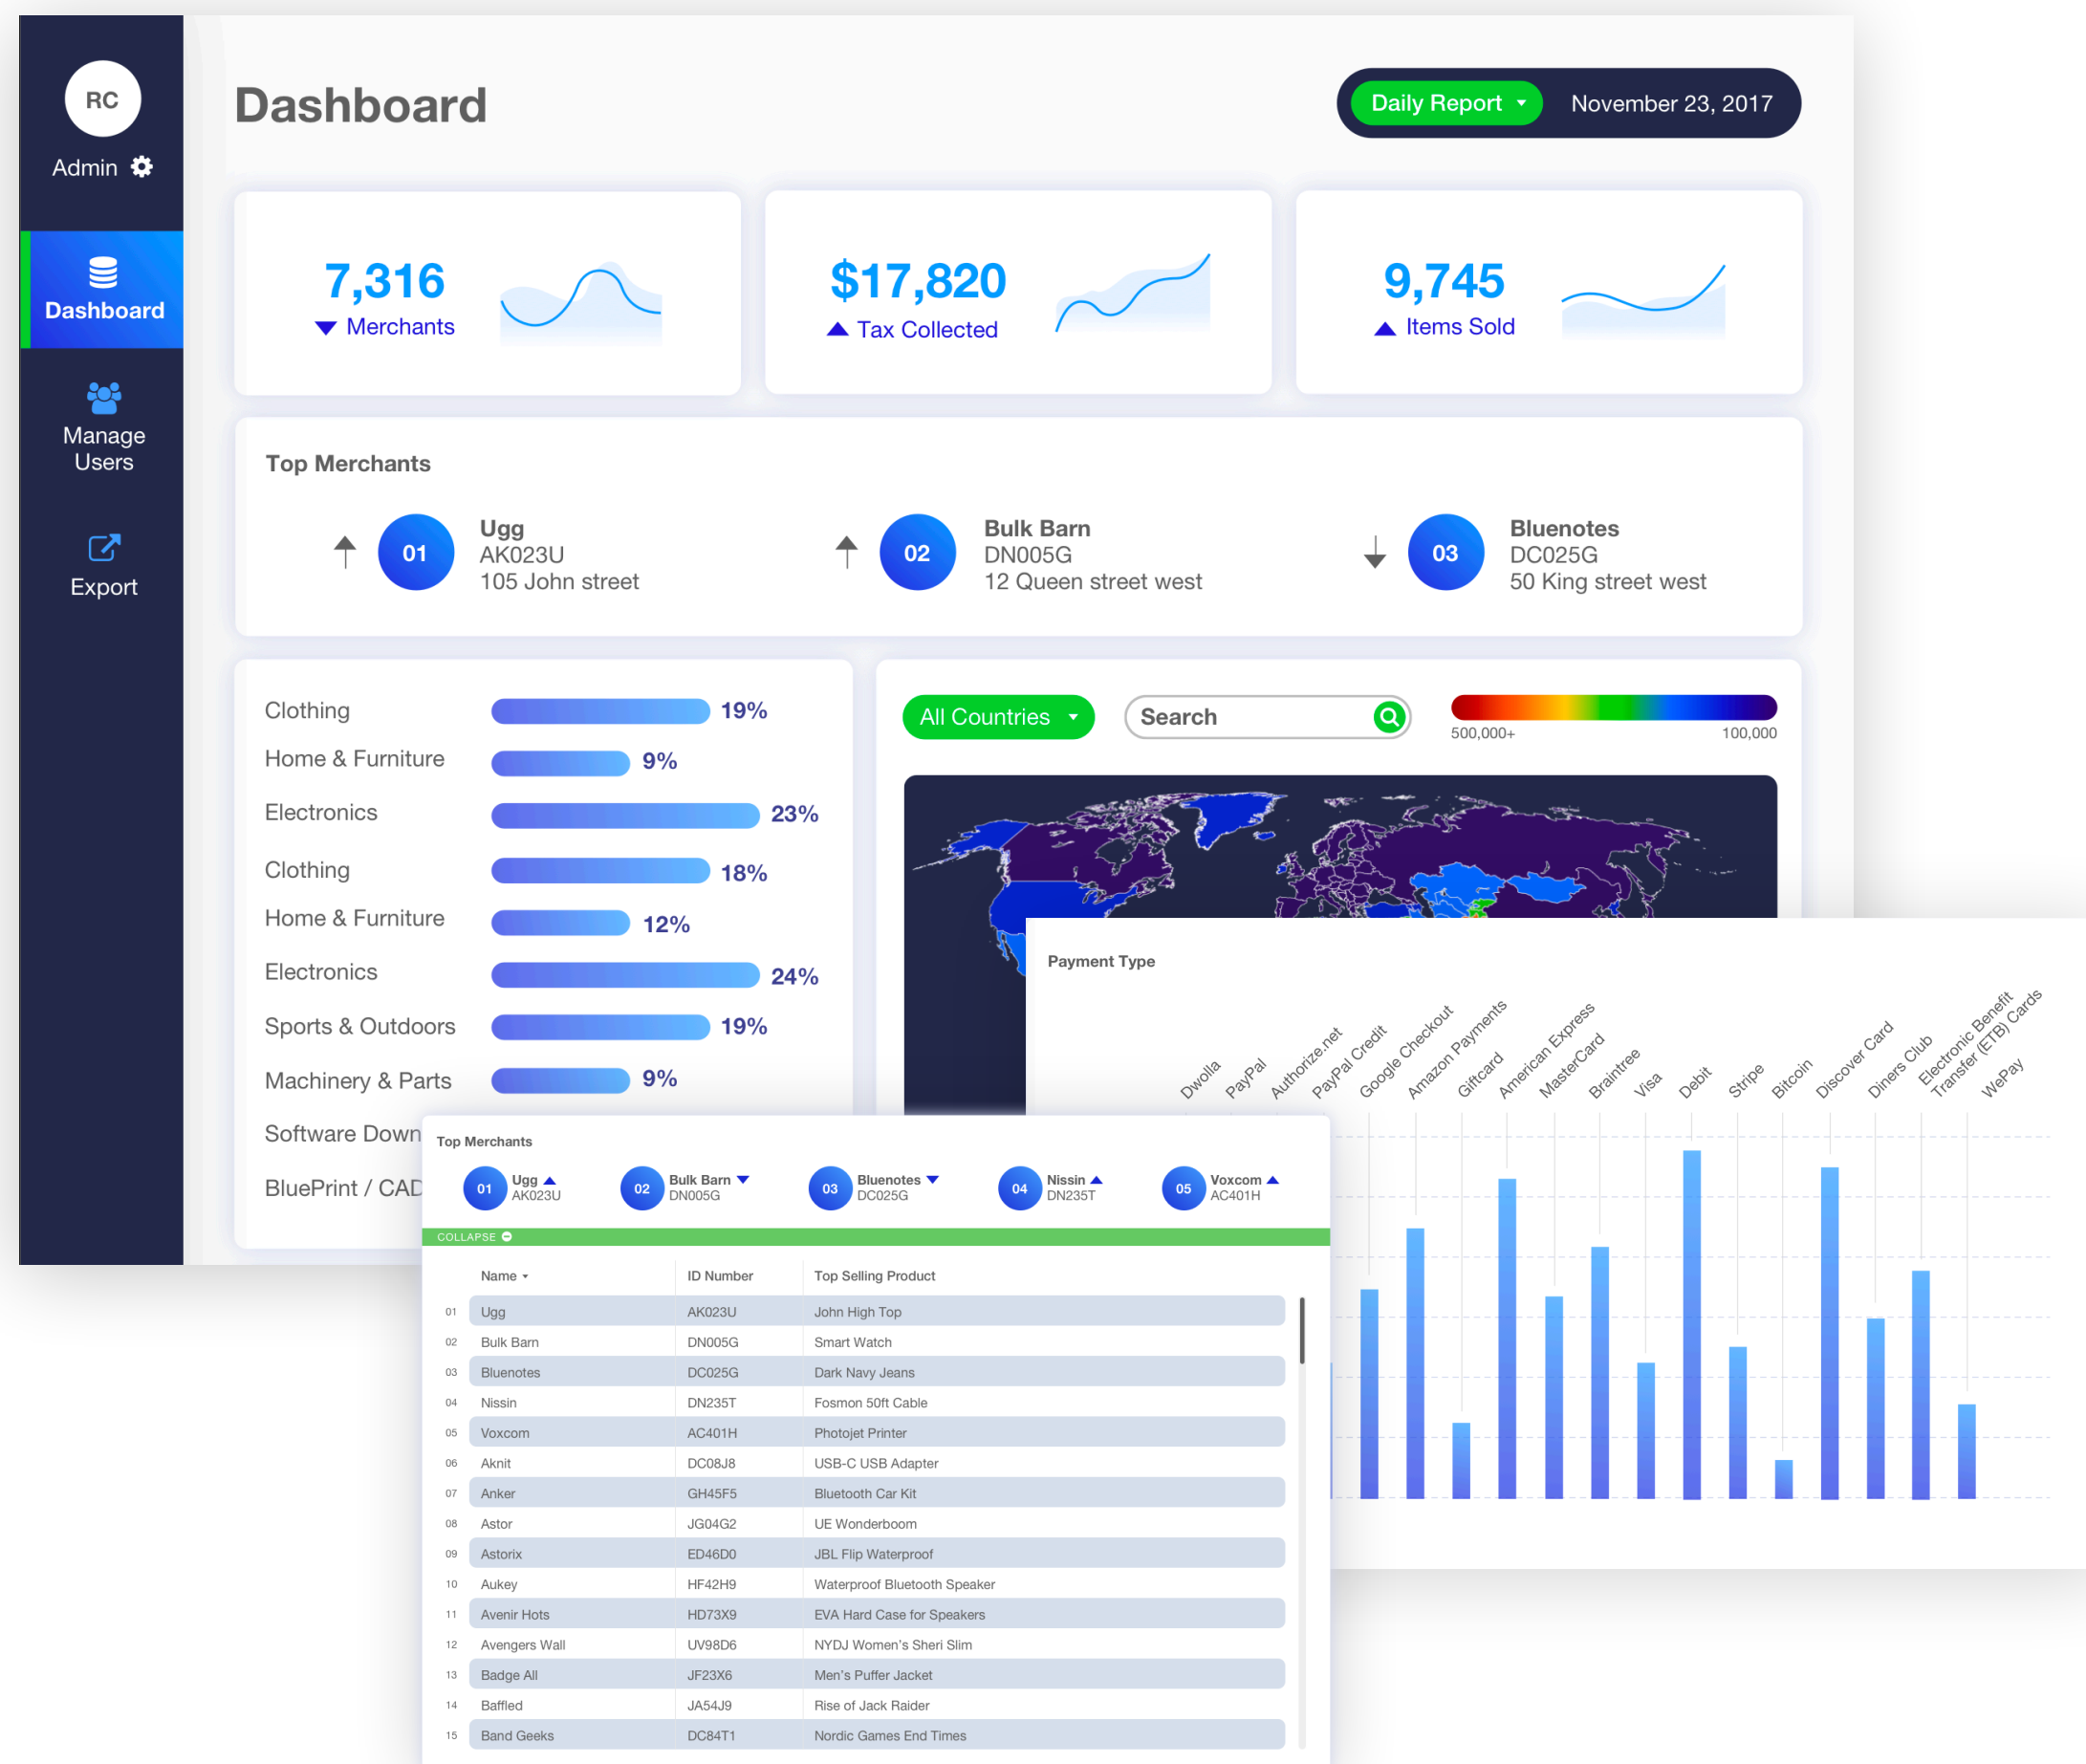 RC
Admin
Dashboard
Manage
Users
Export
Dashboard
Daily Report
November 23, 2017
7,316
Merchants
$17,820
Tax Collected
9,745
Items Sold
Top Merchants
01
Ugg
AK023U
105 John street
02
Bulk Barn
DN005G
12 Queen street west
03
Bluenotes
DC025G
50 King street west
Clothing 19%
Home & Furniture 9%
Electronics 23%
Clothing 18%
Home & Furniture 12%
Electronics 24%
Sports & Outdoors 19%
Machinery & Parts 9%
Software Down
BluePrint / CAD
All Countries
Search
500,000+
100,000
Payment Type
Dwolla
PayPal
Authorize.net
PayPal Credit
Google Checkout
Amazon Payments
Giftcard
American Express
MasterCard
Braintree
Visa
Debit
Stripe
Bitcoin
Discover Card
Diners Club
Electronic Benefit
Transfer (ETB) Cards
WePay
Top Merchants
01
Ugg
AK023U
02
Bulk Barn
DN005G
03
Bluenotes
DC025G
04
Nissin
DN235T
05
Voxcom
AC401H
COLLAPSE
Name ID Number Top Selling Product
01 Ugg AK023U John High Top
02 Bulk Barn DN005G Smart Watch
03 Bluenotes DC025G Dark Navy Jeans
04 Nissin DN235T Fosmon 50ft Cable
05 Voxcom AC401H Photojet Printer
06 Aknit DC08J8 USB-C USB Adapter
07 Anker GH45F5 Bluetooth Car Kit
08 Astor JG04G2 UE Wonderboom
09 Astorix ED46D0 JBL Flip Waterproof
10 Aukey HF42H9 Waterproof Bluetooth Speaker
11 Avenir Hots HD73X9 EVA Hard Case for Speakers
12 Avengers Wall UV98D6 NYDJ Women's Sheri Slim
13 Badge All JF23X6 Men's Puffer Jacket
14 Baffled JA54J9 Rise of Jack Raider
15 Band Geeks DC84T1 Nordic Games End Times